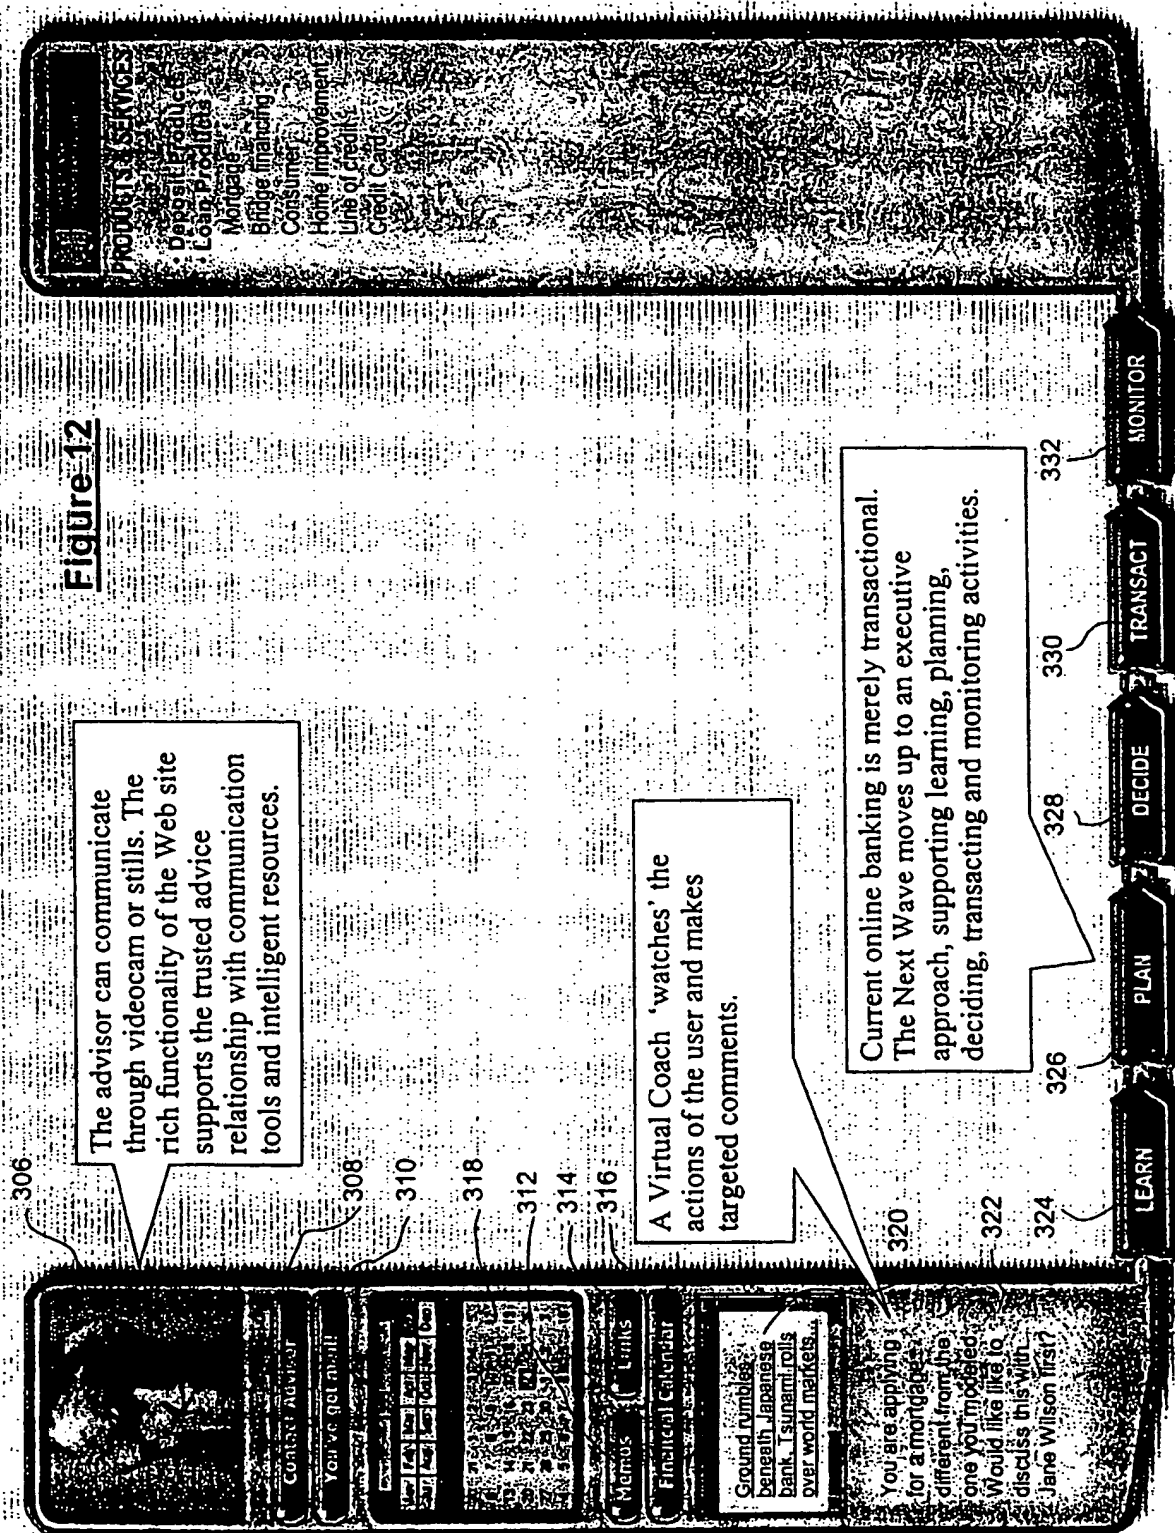 Figure 12
306
The advisor can communicate
through videocam or stills. The
rich functionality of the Web site
supports the trusted advice
relationship with communication
tools and intelligent resources.
Contact Advisor
308
You've got mail!
310
318
312
314
316
Memos
Links
Financial Calendar
Ground rumbles
beneath Japanese
bank. Tsunami rolls
over world markets.
A Virtual Coach 'watches' the
actions of the user and makes
targeted comments.
320
You are applying
for a mortgage
different from the
one you modeled.
Would like like to
discuss this with
Jane Wilson first?
322
Current online banking is merely transactional.
The Next Wave moves up to an executive
approach, supporting learning, planning,
deciding, transacting and monitoring activities.
324
326
328
330
332
LEARN
PLAN
DECIDE
TRANSACT
MONITOR
PRODUCTS & SERVICES
• Deposit Products
• Loan Products
Mortgage
Bridge financing
Consumer
Home improvement
Line of credit
Credit Card